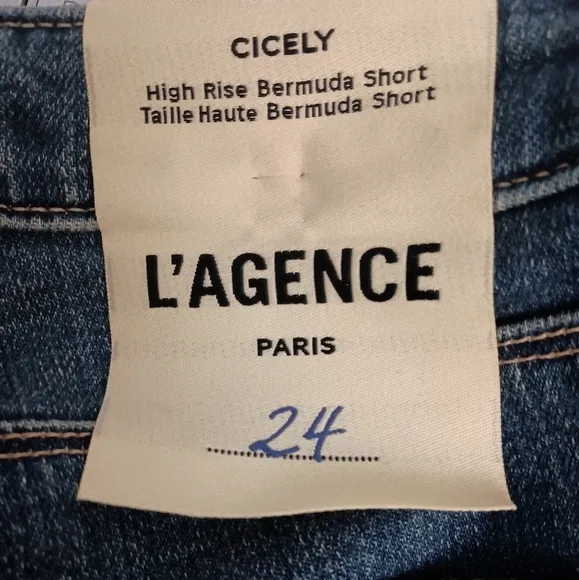 CICELY
High Rise Bermuda Short
Taille Haute Bermuda Short
L'AGENCE
PARIS
24